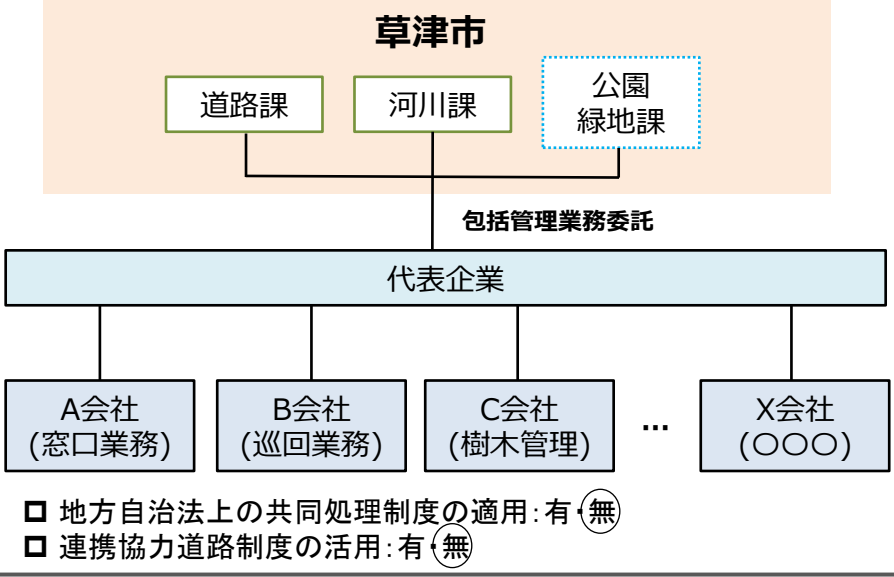 草津市
道路課
河川課
公園
緑地課
包括管理業務委託
代表企業
A会社
(窓口業務)
B会社
(巡回業務)
C会社
(樹木管理)
…
X会社
(〇〇〇)
地方自治法上の共同処理制度の適用:有・無
連携協力道路制度の活用:有・無